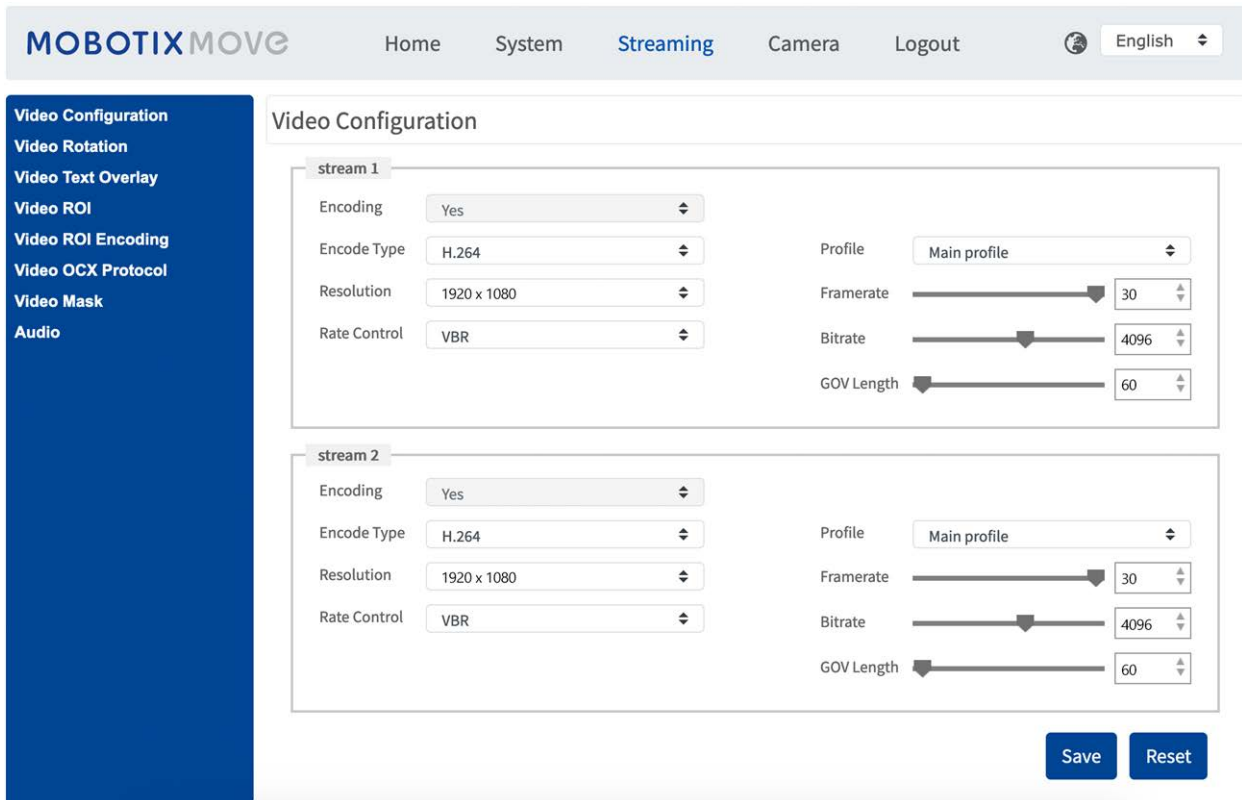 MOBOTIX MOVE Home System Streaming Camera Logout English
Video Configuration
Video Rotation
Video Text Overlay
Video ROI
Video ROI Encoding
Video OCX Protocol
Video Mask
Audio
Video Configuration
stream 1
Encoding Yes
Encode Type H.264 Profile Main profile
Resolution 1920 x 1080 Framerate 30
Rate Control VBR Bitrate 4096
GOV Length 60
stream 2
Encoding Yes
Encode Type H.264 Profile Main profile
Resolution 1920 x 1080 Framerate 30
Rate Control VBR Bitrate 4096
GOV Length 60
Save Reset